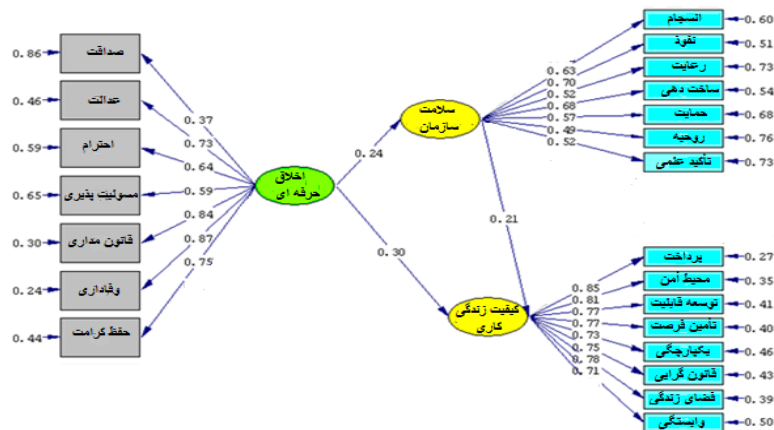 صداقت
0.86
عدالت
0.46
احترام
0.59
مسولیت پذیری
0.65
قانون مداری
0.30
وفاداری
0.24
حفظ کرامت
0.44
0.37
0.73
0.64
0.59
0.84
0.87
0.75
اخلاق
حرفه ای
0.24
0.30
سلامت
سازمان
0.21
کیفیت زندگی
کاری
0.63
0.70
0.52
0.68
0.57
0.49
0.52
انسجام
0.60
نفوذ
0.51
رعایت
0.73
ساخت دهی
0.54
حمایت
0.68
روحیه
0.76
تأکید علمی
0.73
0.85
0.81
0.77
0.77
0.73
0.75
0.78
0.71
پرداخت
0.27
محیط أمن
0.35
توسعه قابلیت
0.41
تأمین فرصت
0.40
یکپارچگی
0.46
قانون گرایی
0.43
فضای زندگی
0.39
وابستگی
0.50